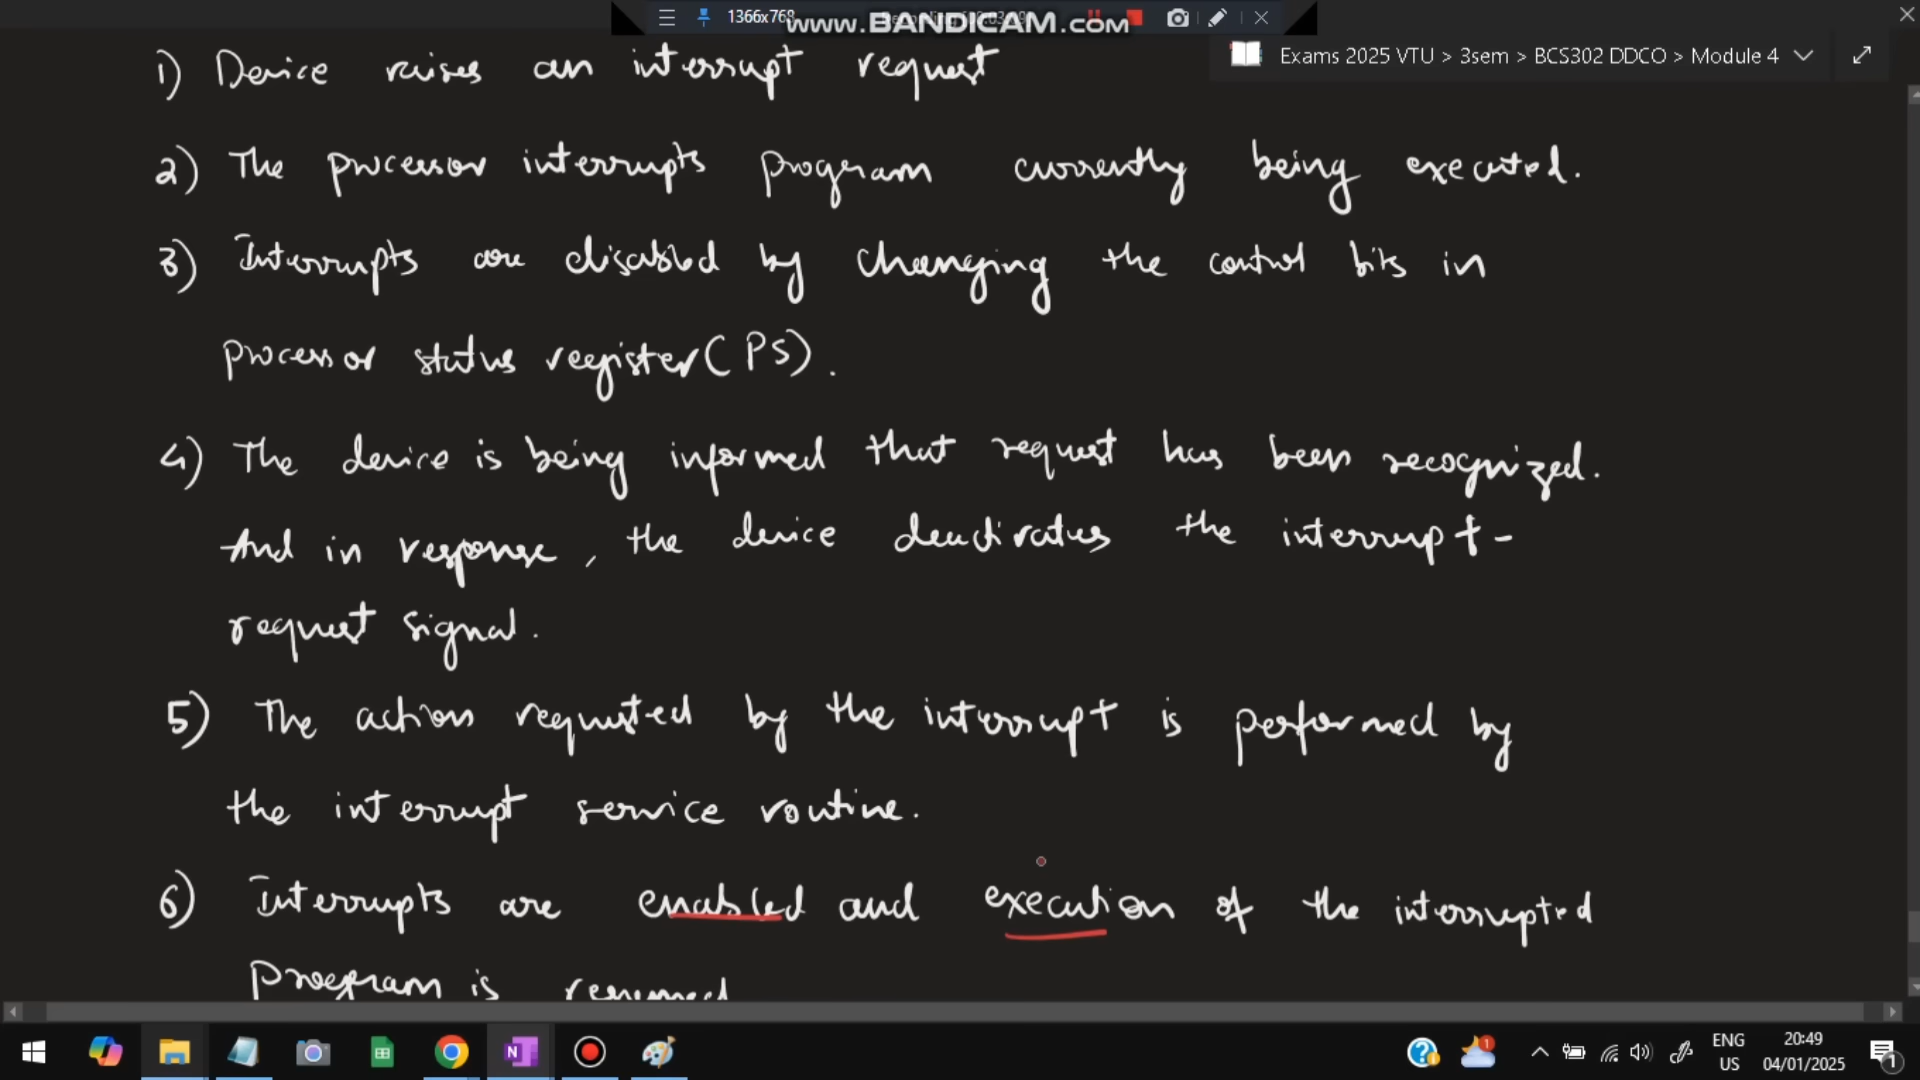 1366x768
www.BANDICAM.com
Exams 2025 VTU > 3sem > BCS302 DDCO > Module 4
1) Device raises an interrupt request
2) The processor interrupts program currently being executed.
3) Interrupts are disabled by changing the control bits in
processor status register (PS).
4) The device is being informed that request has been recognized.
And in response, the device deactivates the interrupt-
request signal.
5) The action requested by the interrupt is performed by
the interrupt service routine.
6) Interrupts are enabled and execution of the interrupted
program is resumed
ENG
US
20:49
04/01/2025